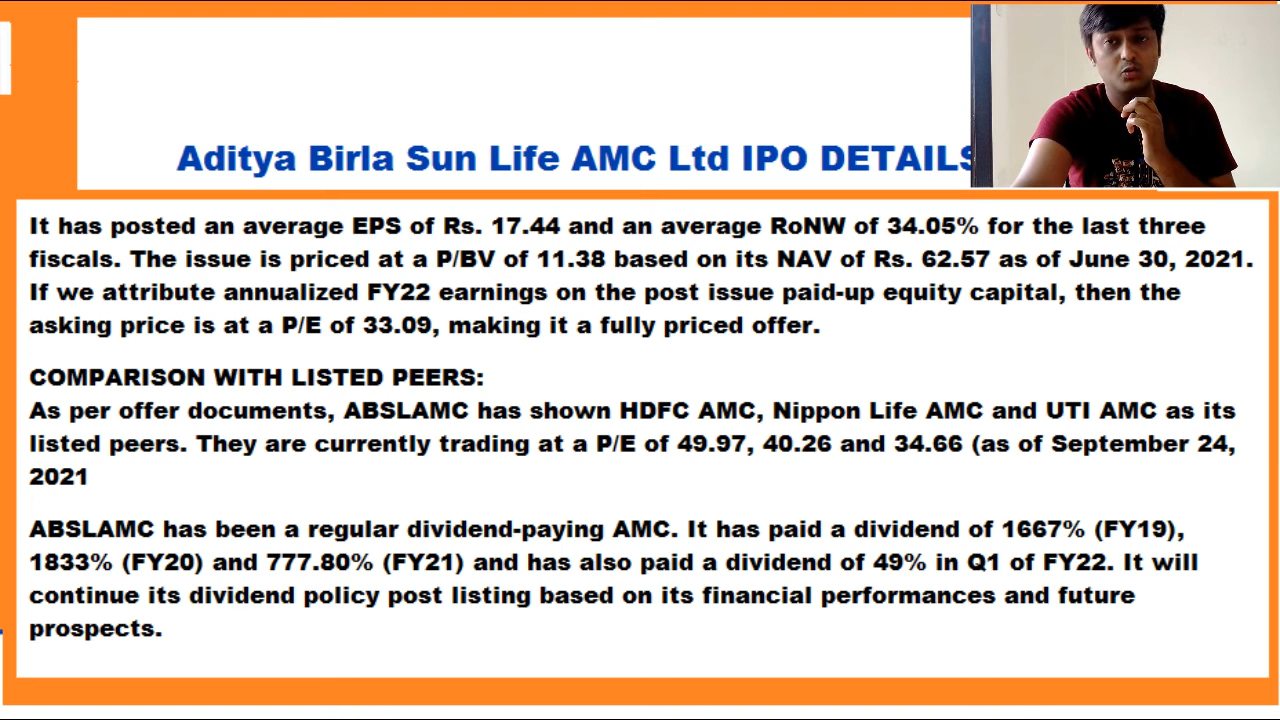 Aditya Birla Sun Life AMC Ltd IPO DETAILS
It has posted an average EPS of Rs. 17.44 and an average RoNW of 34.05% for the last three
fiscals. The issue is priced at a P/BV of 11.38 based on its NAV of Rs. 62.57 as of June 30, 2021.
If we attribute annualized FY22 earnings on the post issue paid-up equity capital, then the
asking price is at a P/E of 33.09, making it a fully priced offer.
COMPARISON WITH LISTED PEERS:
As per offer documents, ABSLAMC has shown HDFC AMC, Nippon Life AMC and UTI AMC as its
listed peers. They are currently trading at a P/E of 49.97, 40.26 and 34.66 (as of September 24,
2021
ABSLAMC has been a regular dividend-paying AMC. It has paid a dividend of 1667% (FY19),
1833% (FY20) and 777.80% (FY21) and has also paid a dividend of 49% in Q1 of FY22. It will
continue its dividend policy post listing based on its financial performances and future
prospects.